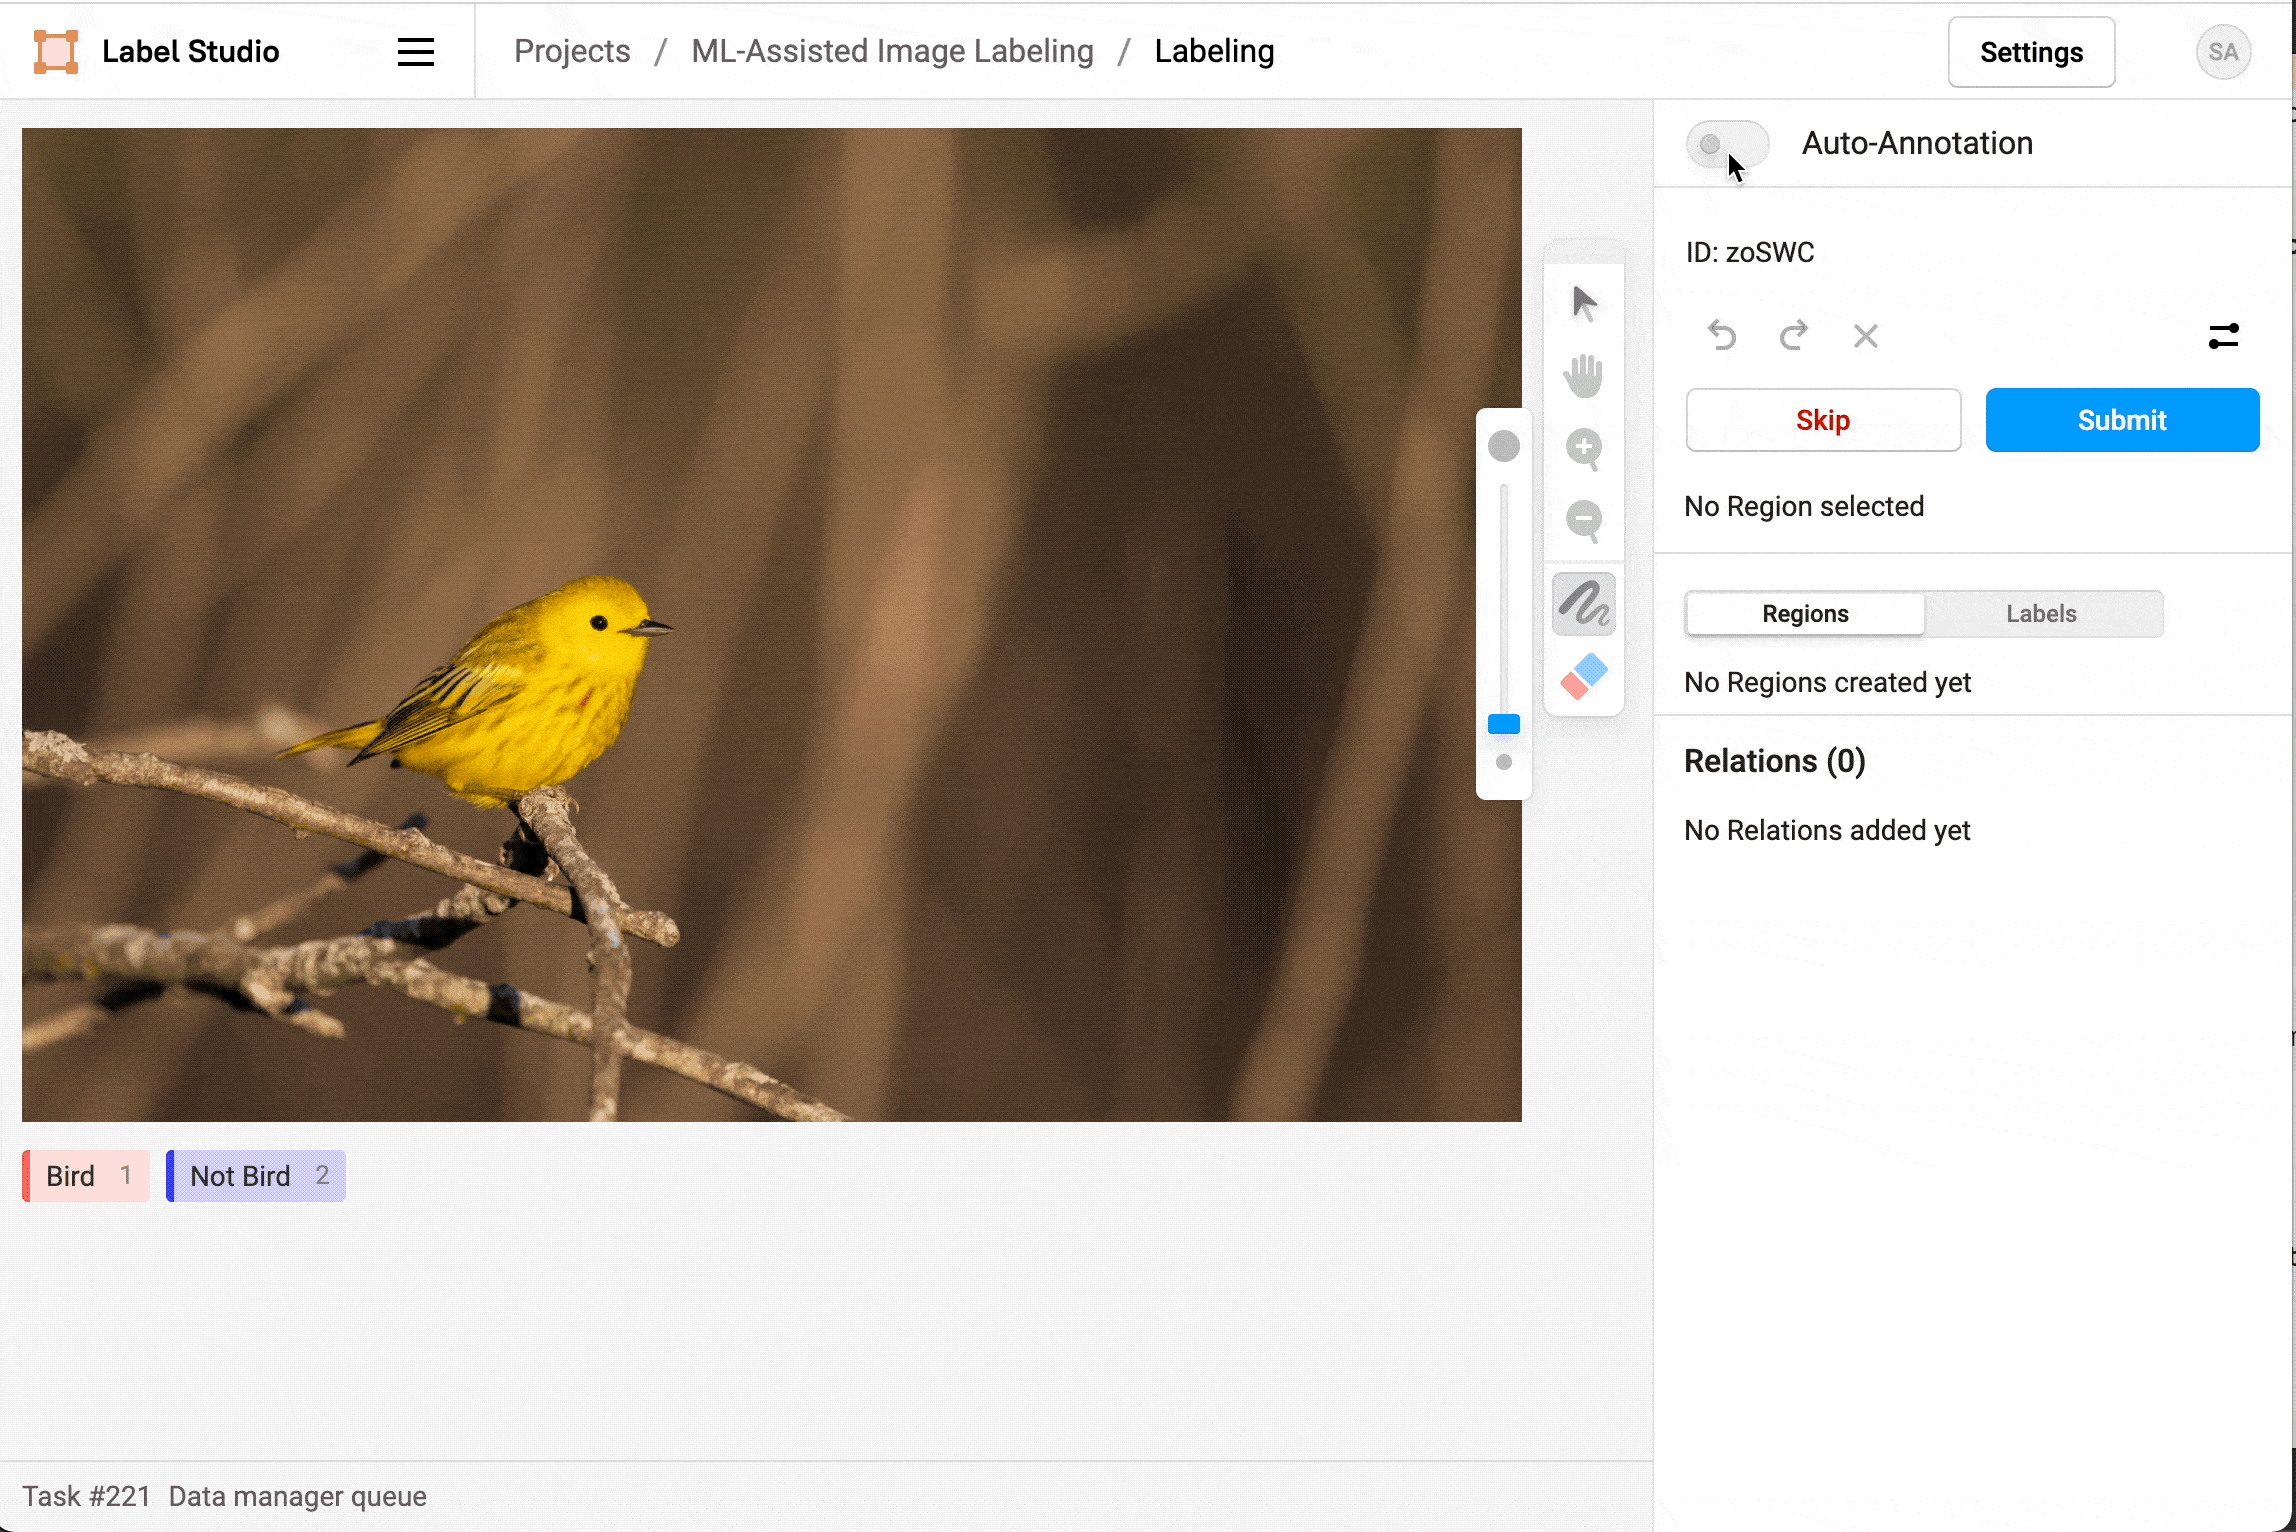 Label Studio
Projects / ML-Assisted Image Labeling / Labeling
Settings
SA
Auto-Annotation
ID: zoSWC
Skip
Submit
No Region selected
Regions
Labels
No Regions created yet
Relations (0)
No Relations added yet
Bird 1
Not Bird 2
Task #221 Data manager queue